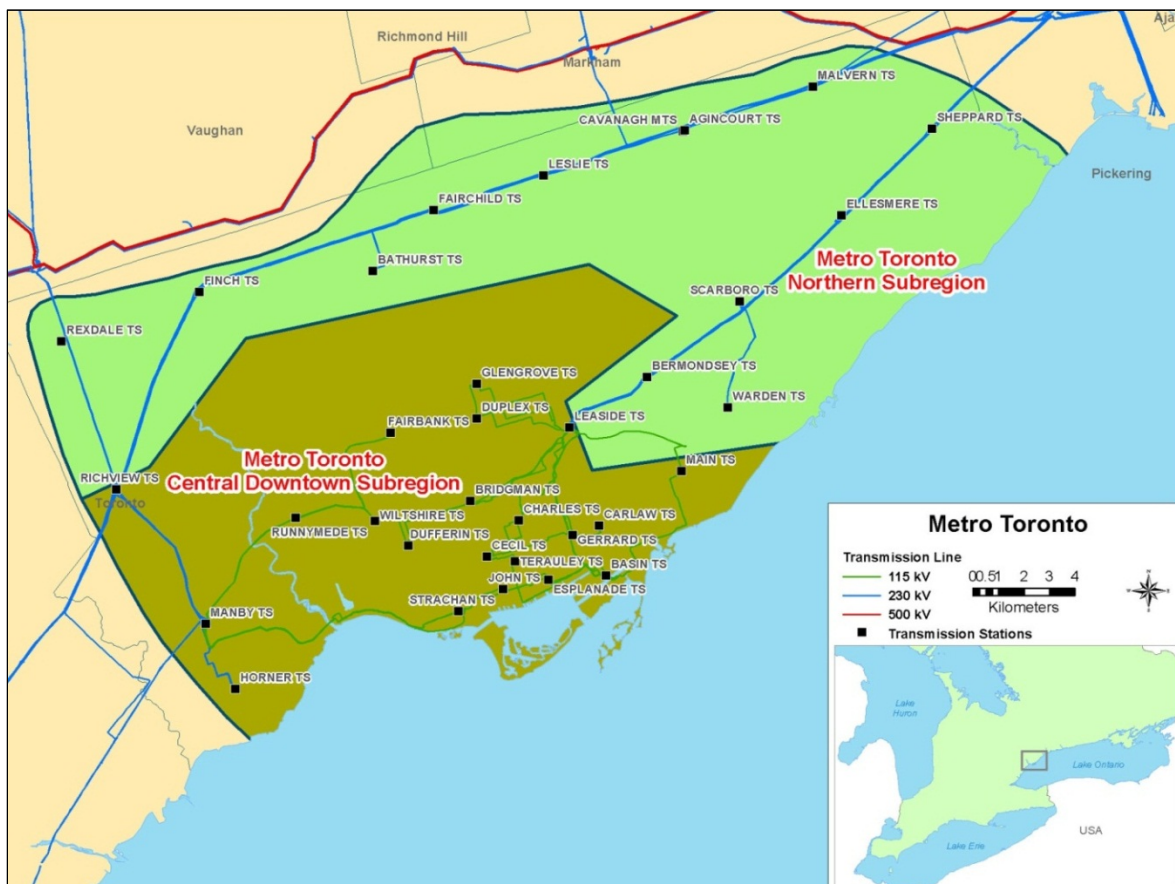 Richmond Hill
Aja
Markham
Vaughan
MALVERN TS
CAVANAGH MTS
AGINCOURT TS
SHEPPARD TS
LESLIE TS
Pickering
FAIRCHILD TS
ELLESMERE TS
BATHURST TS
Metro Toronto
Northern Subregion
FINCH TS
SCARBORO TS
REXDALE TS
BERMONDSEY TS
GLENGROVE TS
WARDEN TS
DUPLEX TS
LEASIDE TS
FAIRBANK TS
Metro Toronto
Central Downtown Subregion
MAIN TS
RICHVIEW TS
Toronto
BRIDGMAN TS
CHARLES TS
CARLAW TS
WILTSHIRE TS
RUNNYMEDE TS
DUFFERIN TS
GERRARD TS
CECIL TS
TERAULEY TS
BASIN TS
JOHN TS
ESPLANADE TS
STRACHAN TS
MANBY TS
HORNER TS
Metro Toronto
Transmission Line
115 kV
230 kV
500 kV
Transmission Stations
00.51 2 3 4
Kilometers
Lake
Huron
Lake Ontario
USA
Lake Erie